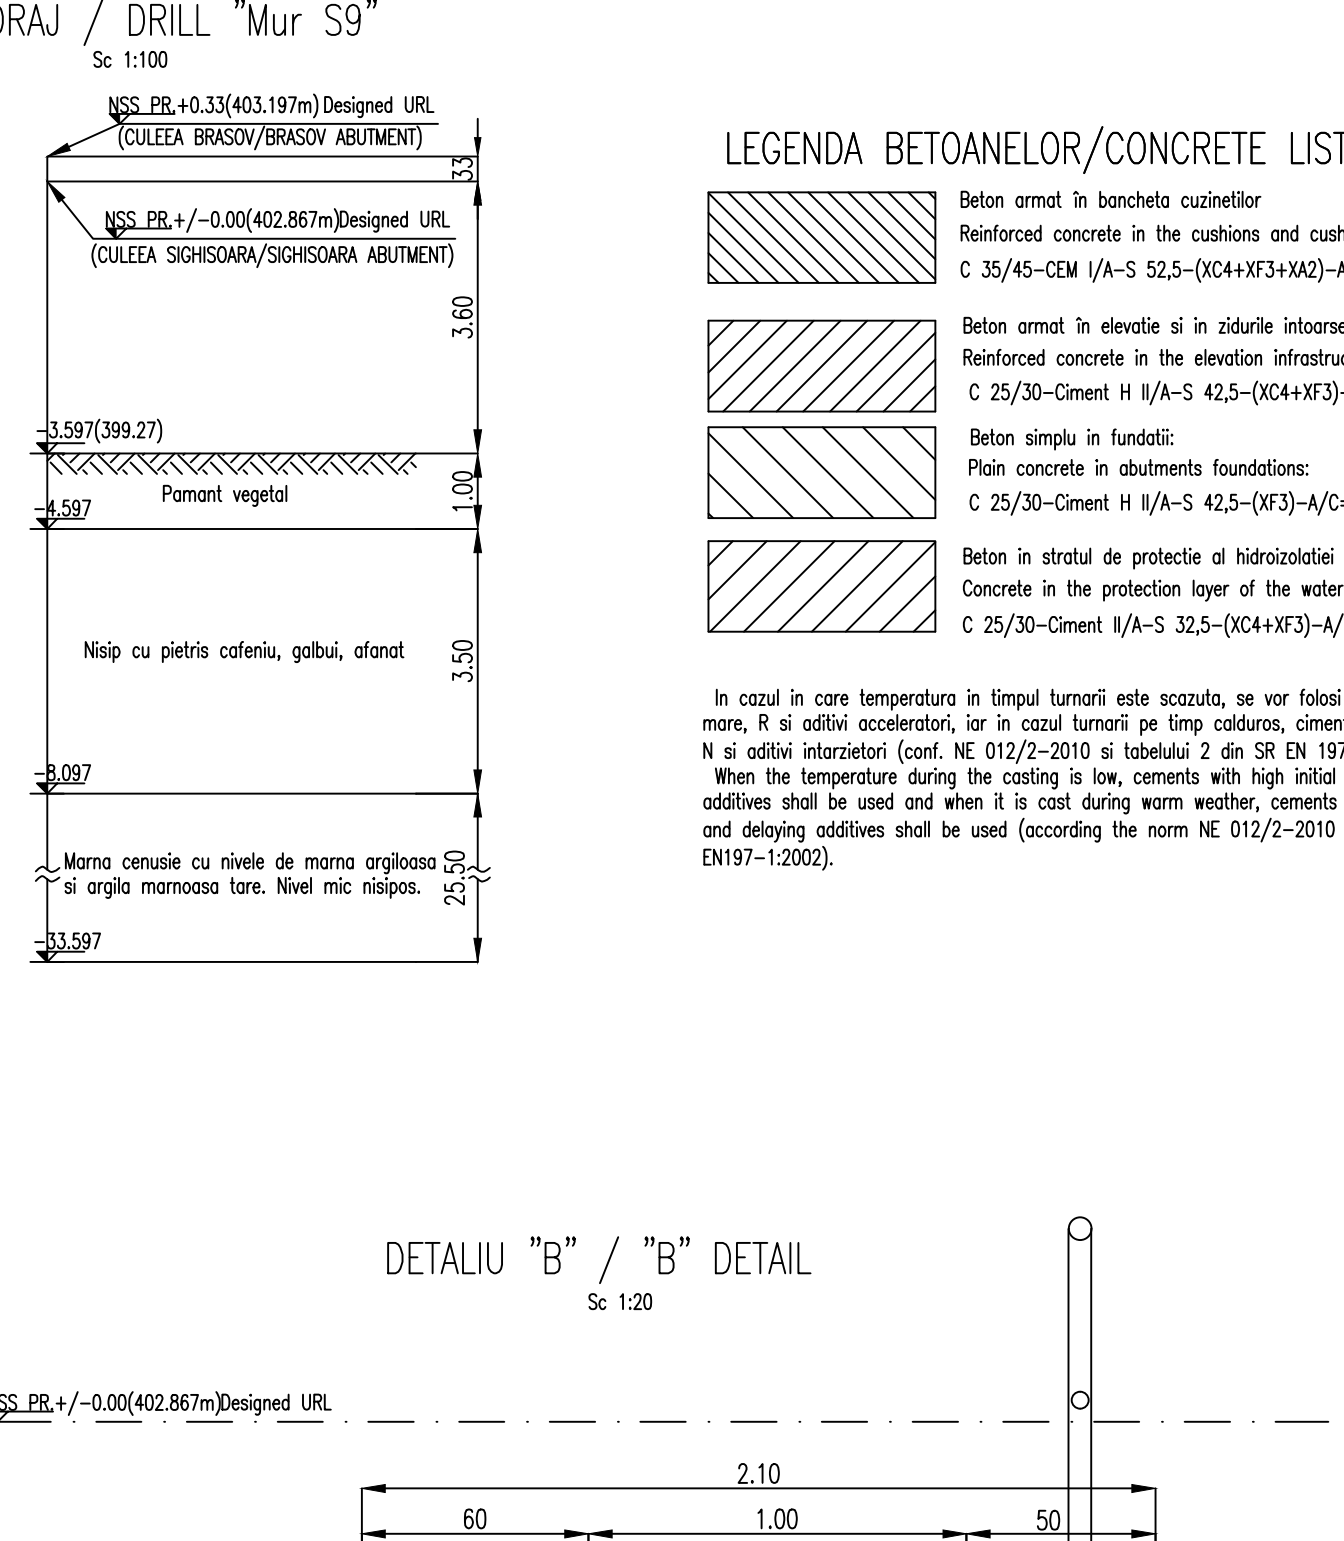 ORAJ / DRILL "Mur S9"
Sc 1:100
NSS PR.+0.33(403.197m) Designed URL
(CULEEA BRASOV/BRASOV ABUTMENT)
33
NSS PR.+/-0.00(402.867m)Designed URL
(CULEEA SIGHISOARA/SIGHISOARA ABUTMENT)
3.60
-3.597(399.27)
Pamant vegetal
1.00
-4.597
Nisip cu pietris cafeniu, galbui, afanat
3.50
-8.097
Marna cenusie cu nivele de marna argiloasa
si argila marnoasa tare. Nivel mic nisipos.
25.50
-33.597
LEGENDA BETOANELOR/CONCRETE LIST
Beton armat în bancheta cuzinetilor
Reinforced concrete in the cushions and cush
C 35/45-CEM I/A-S 52,5-(XC4+XF3+XA2)-A
Beton armat în elevatie si in zidurile intoarse
Reinforced concrete in the elevation infrastruc
C 25/30-Ciment H II/A-S 42,5-(XC4+XF3)-
Beton simplu in fundatii:
Plain concrete in abutments foundations:
C 25/30-Ciment H II/A-S 42,5-(XF3)-A/C=
Beton in stratul de protectie al hidroizolatiei
Concrete in the protection layer of the water
C 25/30-Ciment II/A-S 32,5-(XC4+XF3)-A/
In cazul in care temperatura in timpul turnarii este scazuta, se vor folosi
mare, R si aditivi acceleratori, iar in cazul turnarii pe timp calduros, ciment
N si aditivi intarzietori (conf. NE 012/2-2010 si tabelului 2 din SR EN 197
When the temperature during the casting is low, cements with high initial
additives shall be used and when it is cast during warm weather, cements
and delaying additives shall be used (according the norm NE 012/2-2010
EN197-1:2002).
DETALIU "B" / "B" DETAIL
Sc 1:20
SS PR.+/-0.00(402.867m)Designed URL
2.10
60
1.00
50